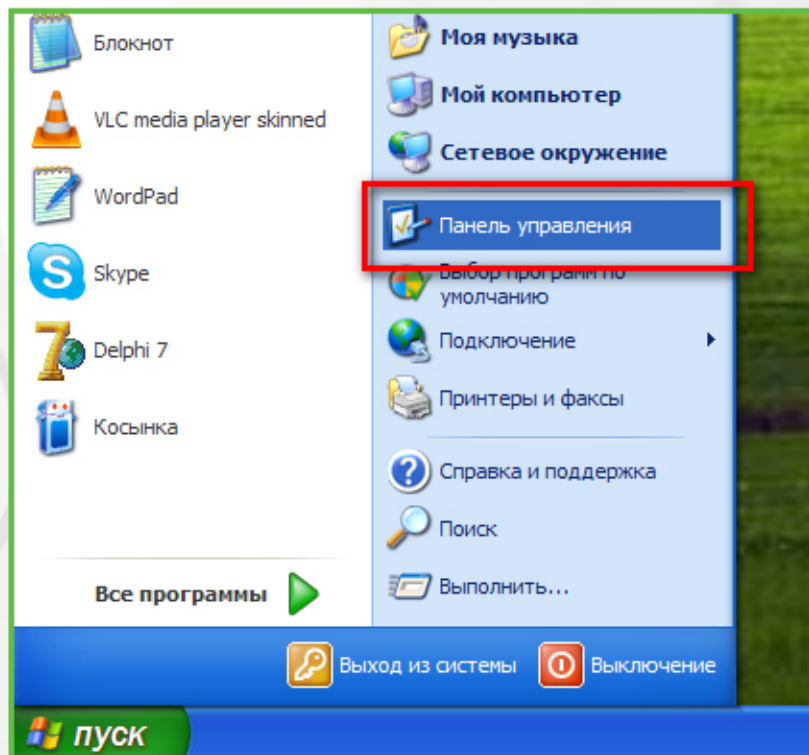 Блокнот
VLC media player skinned
WordPad
Skype
Delphi 7
Косынка
Все программы
Моя музыка
Мой компьютер
Сетевое окружение
Панель управления
Выбор программ по
умолчанию
Подключение
Принтеры и факсы
Справка и поддержка
Поиск
Выполнить...
Выход из системы
Выключение
пуск